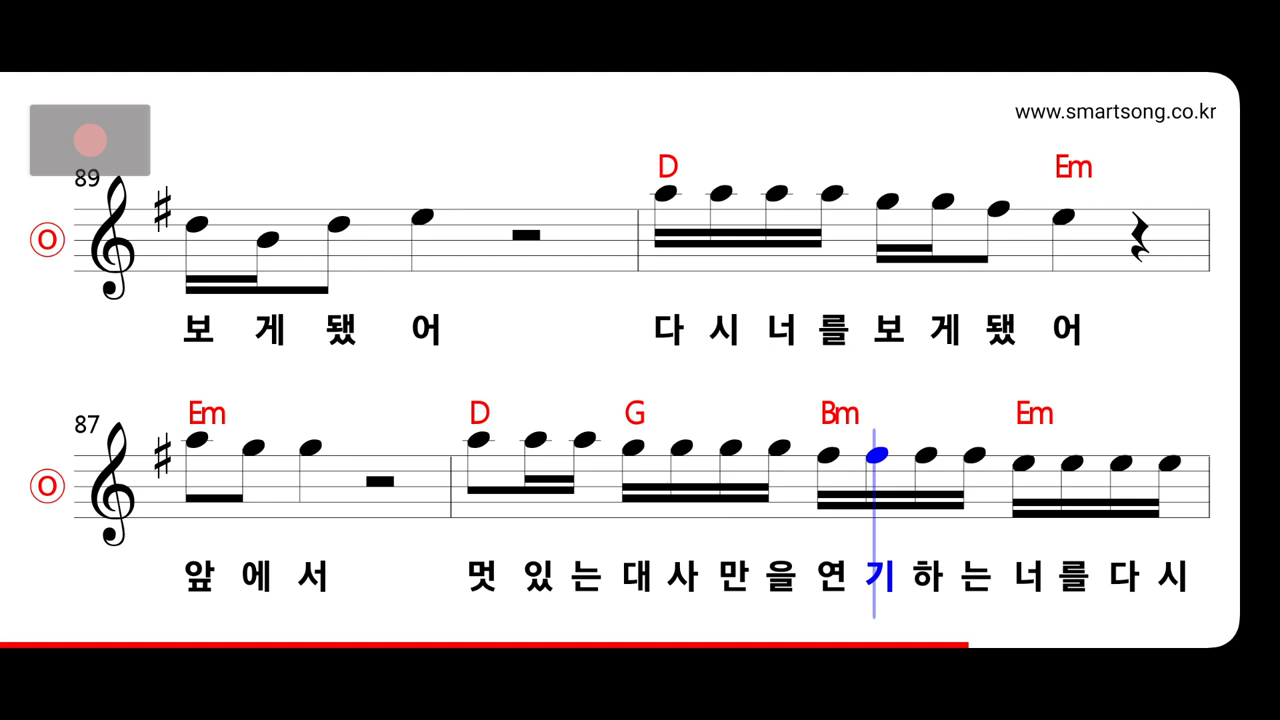 www.smartsong.co.kr
89
D Em
O
보 게 됐 어 다 시 너 를 보 게 됐 어
87
Em D G Bm Em
O
앞 에 서 멋 있 는 대 사 만 을 연 기 하 는 너 를 다 시